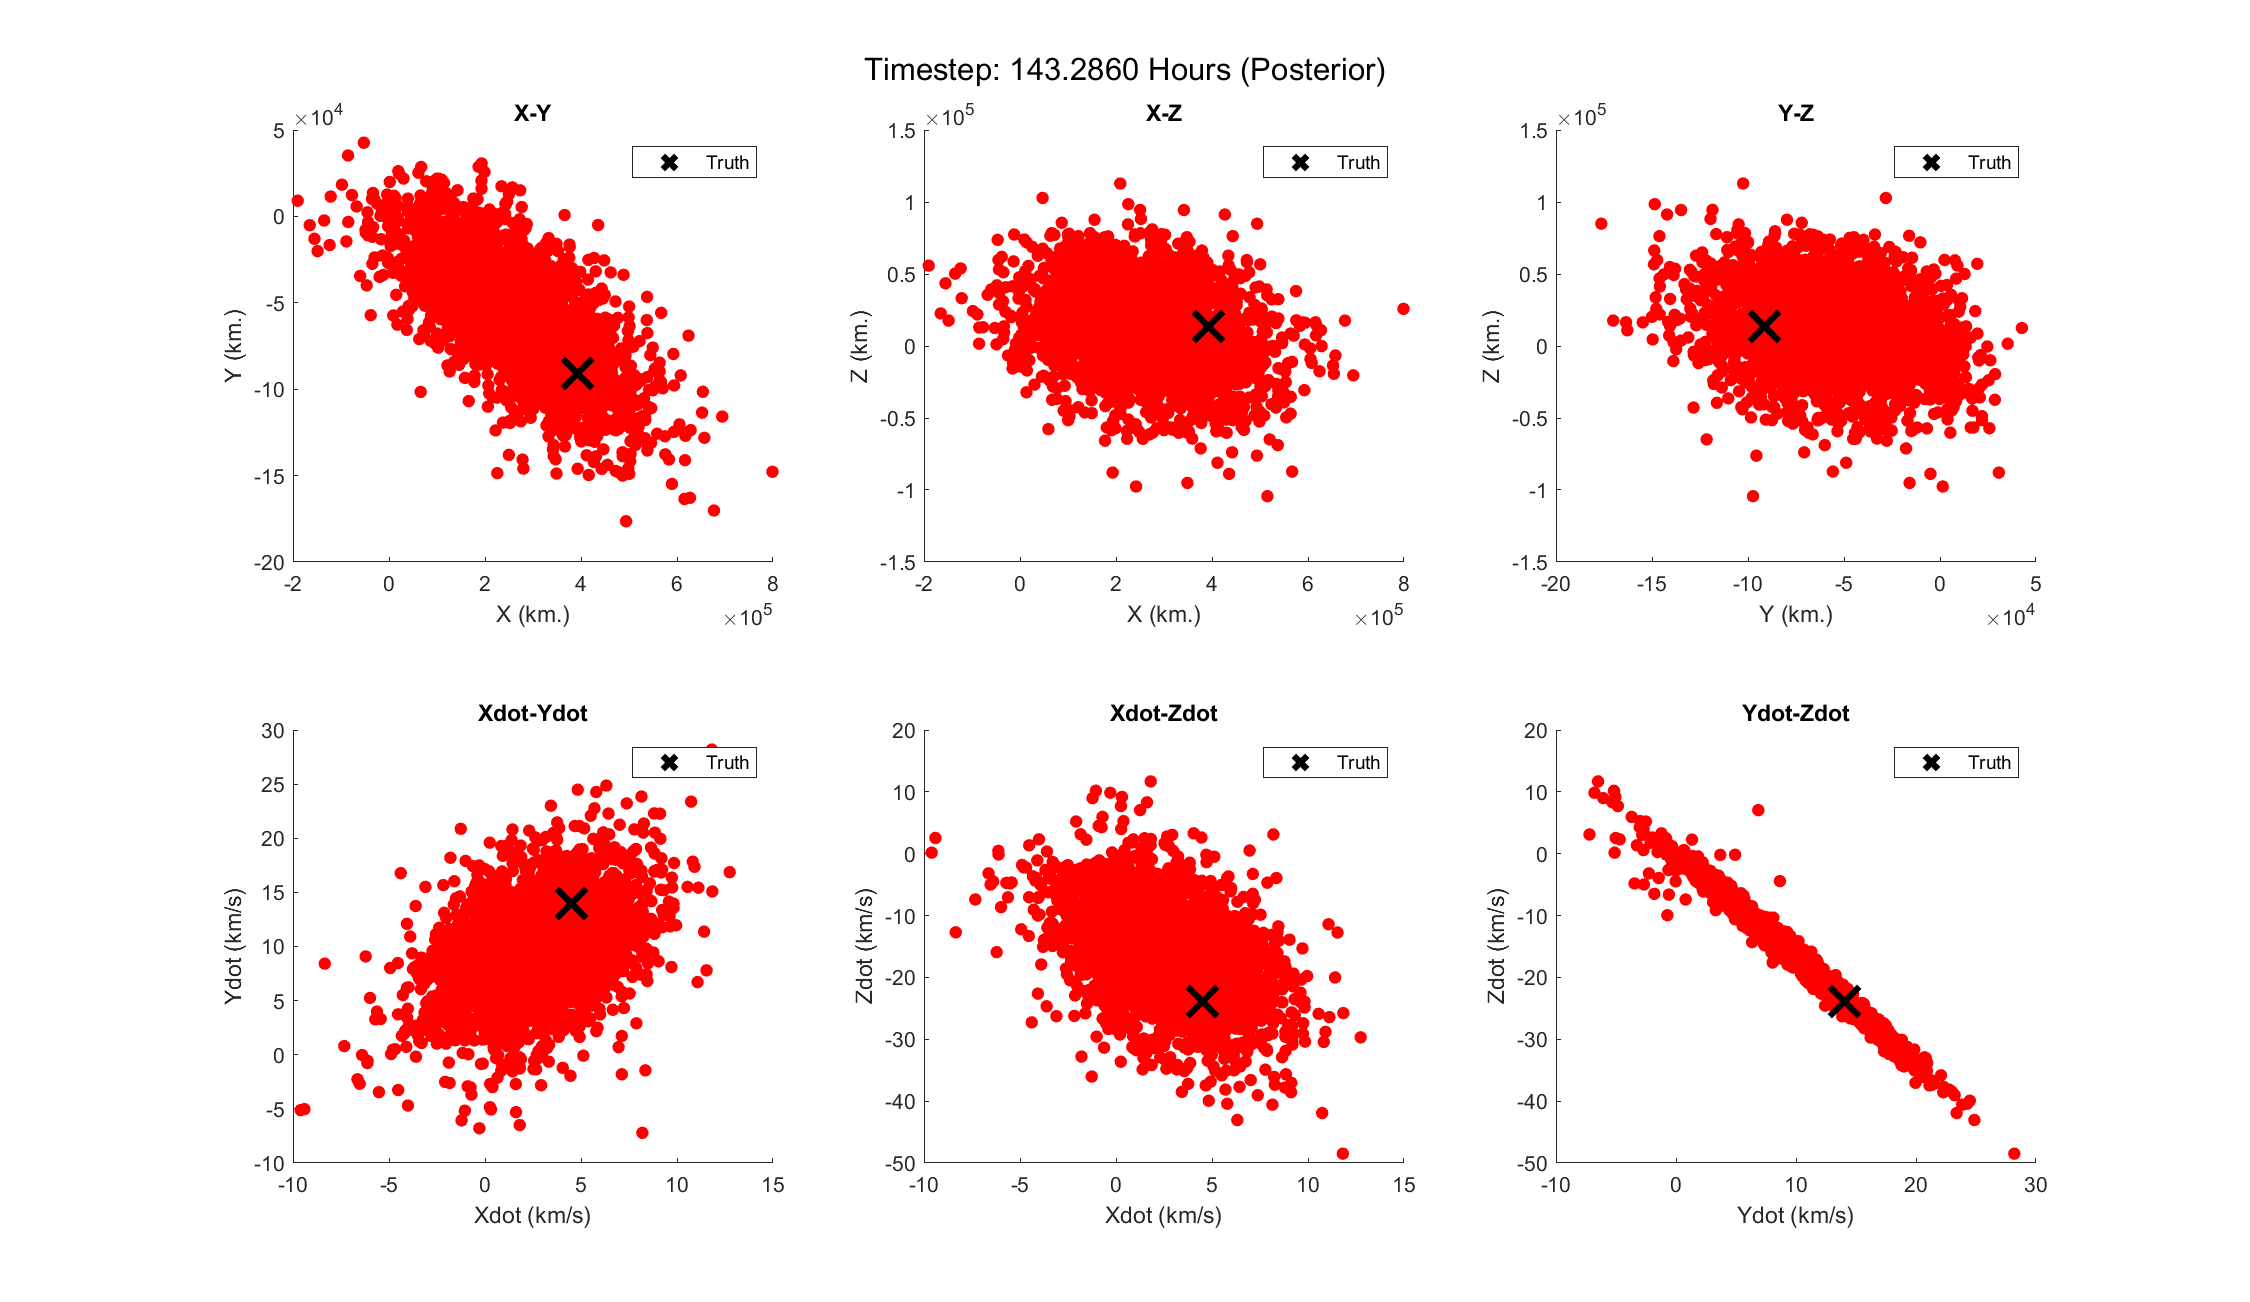 Timestep: 143.2860 Hours (Posterior)
X-Y
×10^4
5
0
-5
-10
-15
-20
-2 0 2 4 6 8
×10^5
X (km.)
Y (km.)
Truth
X-Z
×10^5
1.5
1
0.5
0
-0.5
-1
-1.5
-2 0 2 4 6 8
×10^5
X (km.)
Z (km.)
Truth
Y-Z
×10^5
1.5
1
0.5
0
-0.5
-1
-1.5
-20 -15 -10 -5 0 5
×10^4
Y (km.)
Z (km.)
Truth
Xdot-Ydot
30
25
20
15
10
5
0
-5
-10
-10 -5 0 5 10 15
Xdot (km/s)
Ydot (km/s)
Truth
Xdot-Zdot
20
10
0
-10
-20
-30
-40
-50
-10 -5 0 5 10 15
Xdot (km/s)
Zdot (km/s)
Truth
Ydot-Zdot
20
10
0
-10
-20
-30
-40
-50
-10 0 10 20 30
Ydot (km/s)
Zdot (km/s)
Truth